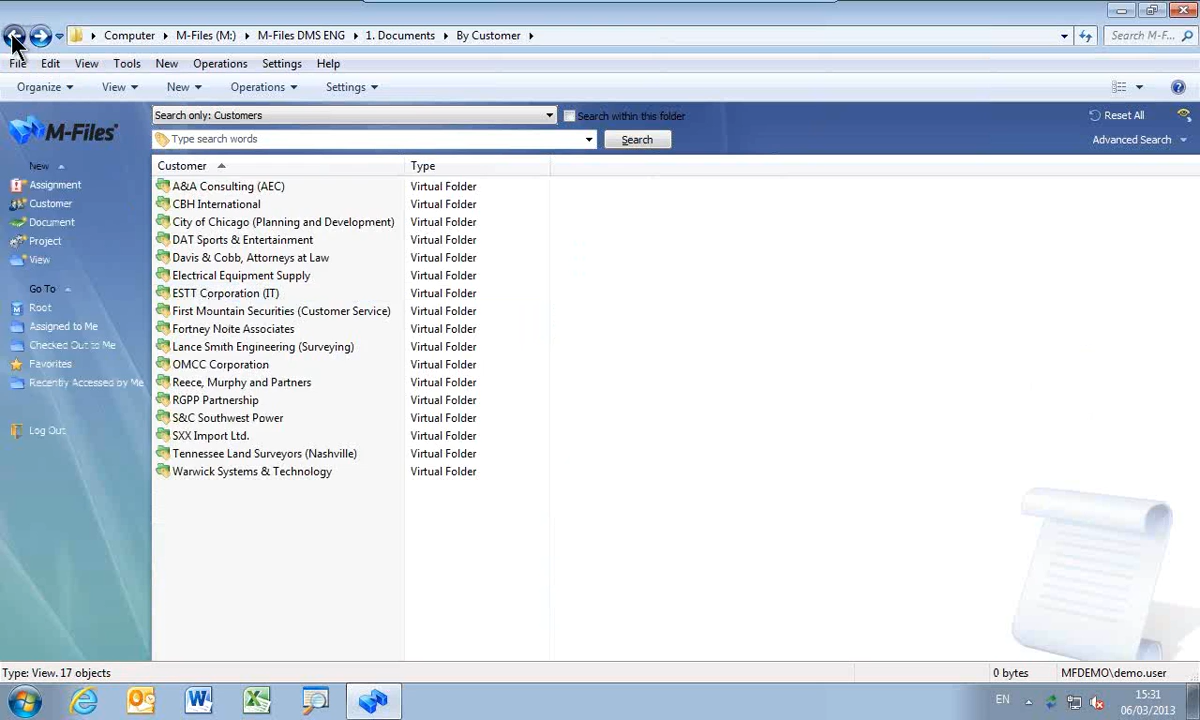 Computer M-Files (M:) M-Files DMS ENG 1. Documents By Customer
Search M-F...
File Edit View Tools New Operations Settings Help
Organize View New Operations Settings
M-Files
Search only: Customers
Search within this folder
Reset All
Type search words
Search
Advanced Search
New
Assignment
Customer
Document
Project
View
Go To
Root
Assigned to Me
Checked Out to Me
Favorites
Recently Accessed by Me
Log Out
Customer Type
A&A Consulting (AEC) Virtual Folder
CBH International Virtual Folder
City of Chicago (Planning and Development) Virtual Folder
DAT Sports & Entertainment Virtual Folder
Davis & Cobb, Attorneys at Law Virtual Folder
Electrical Equipment Supply Virtual Folder
ESTT Corporation (IT) Virtual Folder
First Mountain Securities (Customer Service) Virtual Folder
Fortney Nolte Associates Virtual Folder
Lance Smith Engineering (Surveying) Virtual Folder
OMCC Corporation Virtual Folder
Reece, Murphy and Partners Virtual Folder
RGPP Partnership Virtual Folder
S&C Southwest Power Virtual Folder
SXX Import Ltd. Virtual Folder
Tennessee Land Surveyors (Nashville) Virtual Folder
Warwick Systems & Technology Virtual Folder
Type: View. 17 objects
0 bytes
MFDEMO\demo.user
EN
15:31
06/03/2013